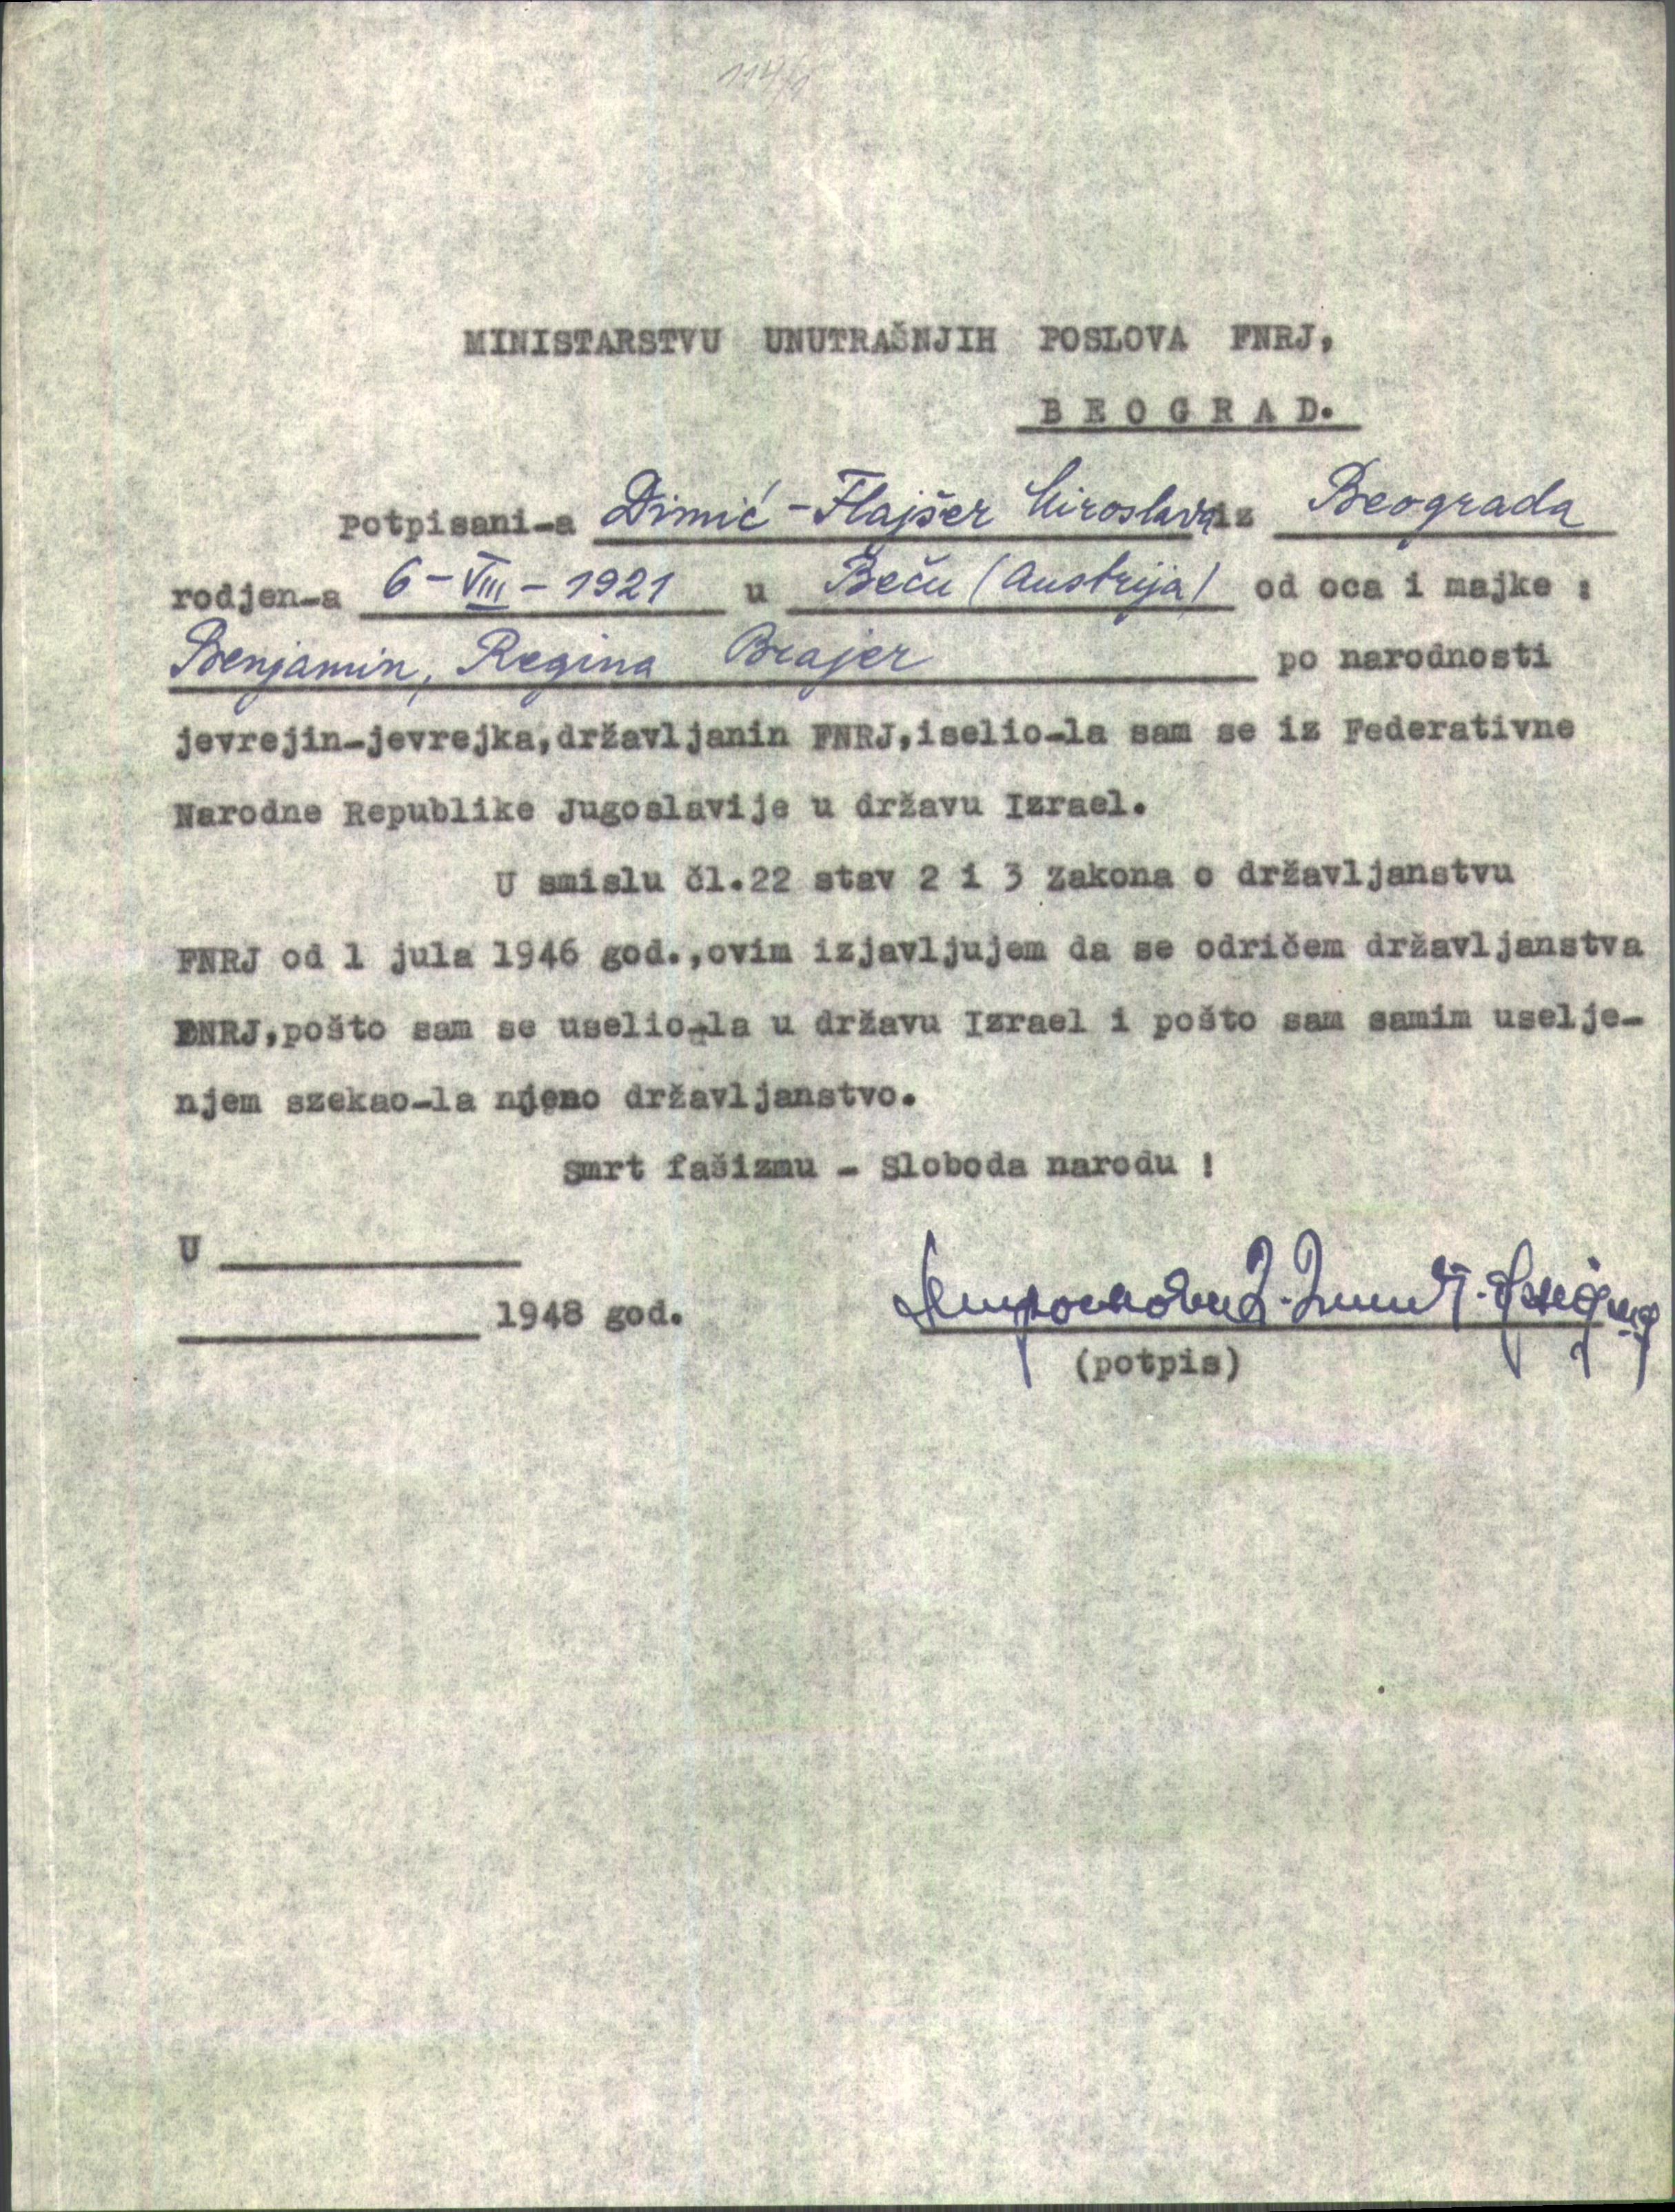 MINISTARSTVU UNUTRAŠNJIH POSLOVA FNRJ,
B E O G R A D.
Potpisani-a Dimić-Flajšer Miroslava iz Beograda
rodjen-a 6-VIII-1921 u Beču (Austrija) od oca i majke :
Benjamin, Regina Brajer po narodnosti
jevrejin-jevrejka,državljanin FNRJ,iselio-la sam se iz Federativne
Narodne Republike Jugoslavije u državu Izrael.
U smislu čl.22 stav 2 i 3 Zakona o državljanstvu
FNRJ od 1 jula 1946 god.,ovim izjavljujem da se odričem državljanstva
FNRJ,pošto sam se uselio-la u državu Izrael i pošto sam samim uselje-
njem szekao-la njeno državljanstvo.
Smrt fašizmu - Sloboda narodu !
U
1948 god.
(potpis)